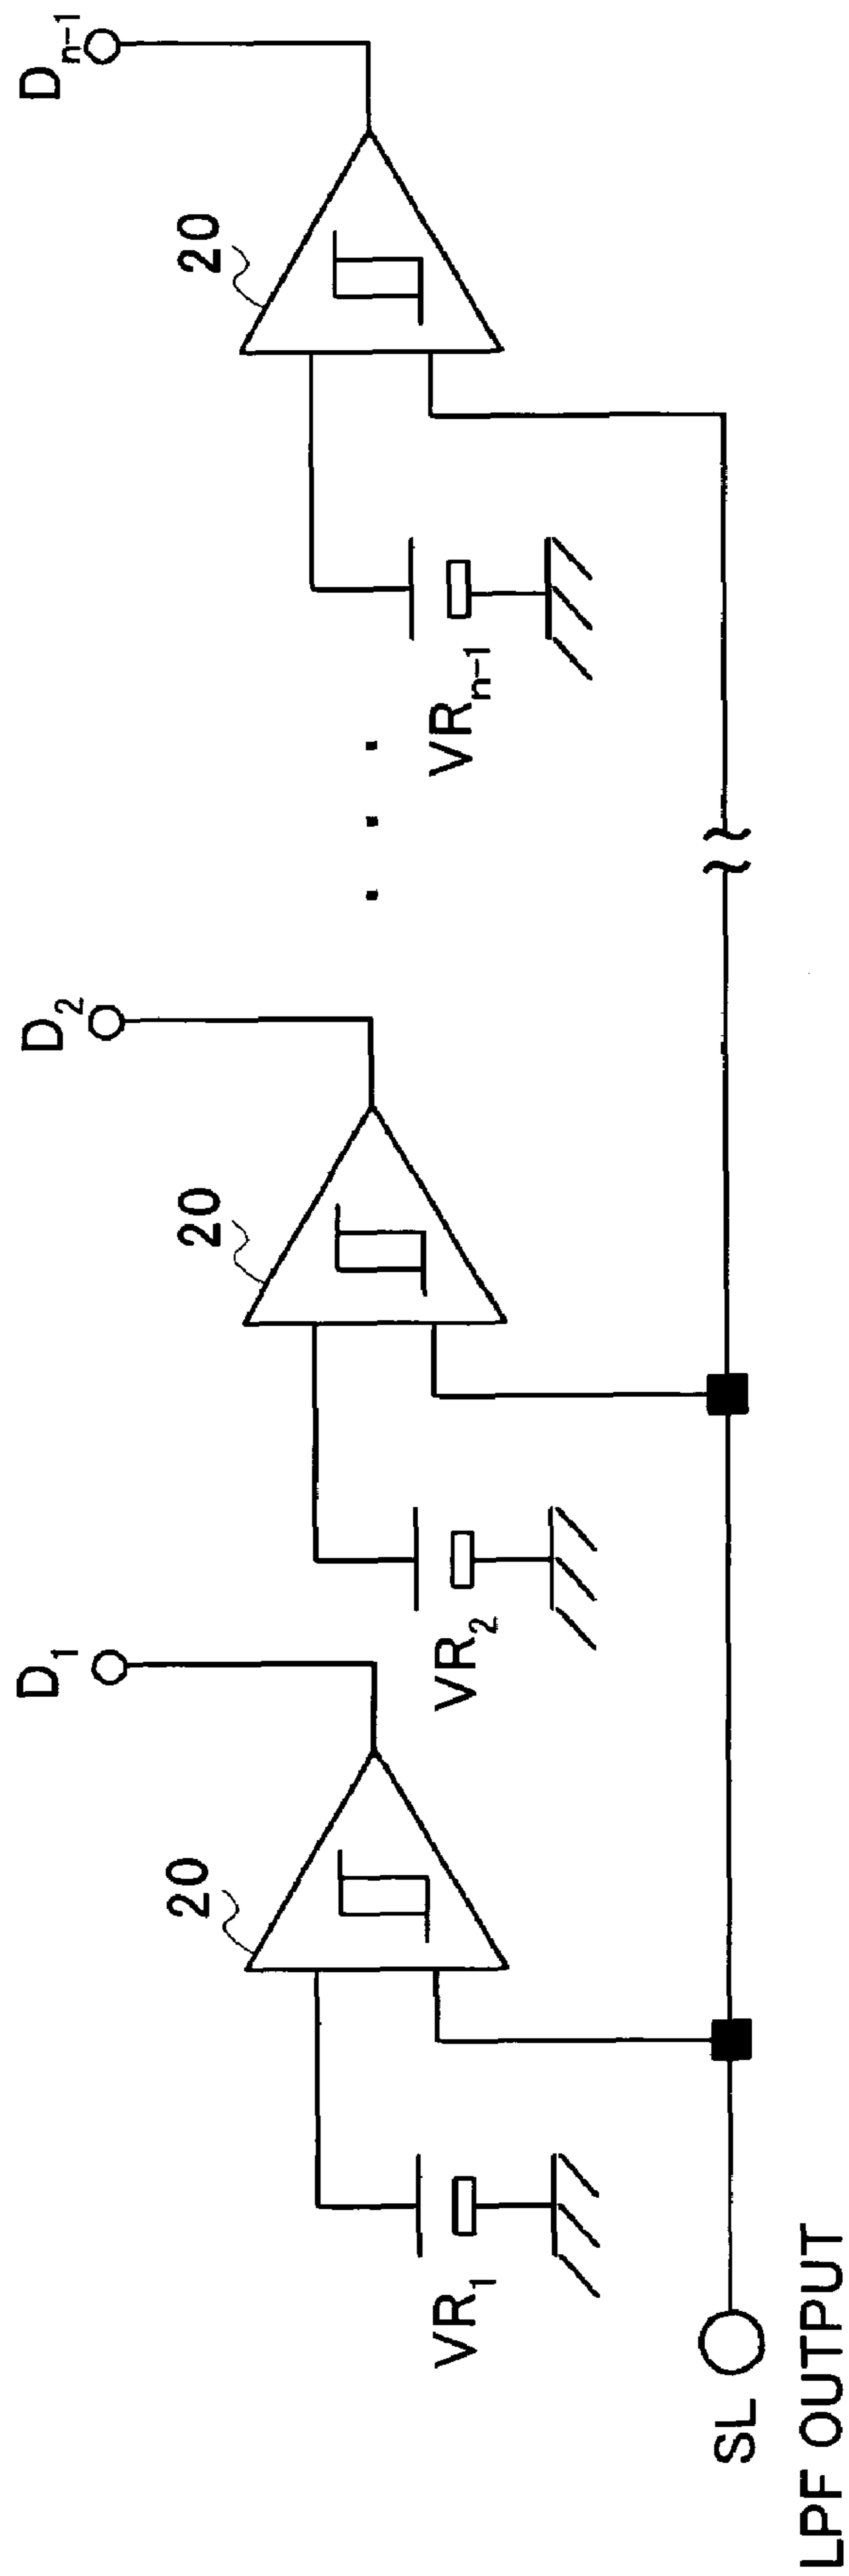 D₁
D₂
Dₙ₋₁
20
20
20
VR₁
VR₂
VRₙ₋₁
SL
LPF OUTPUT